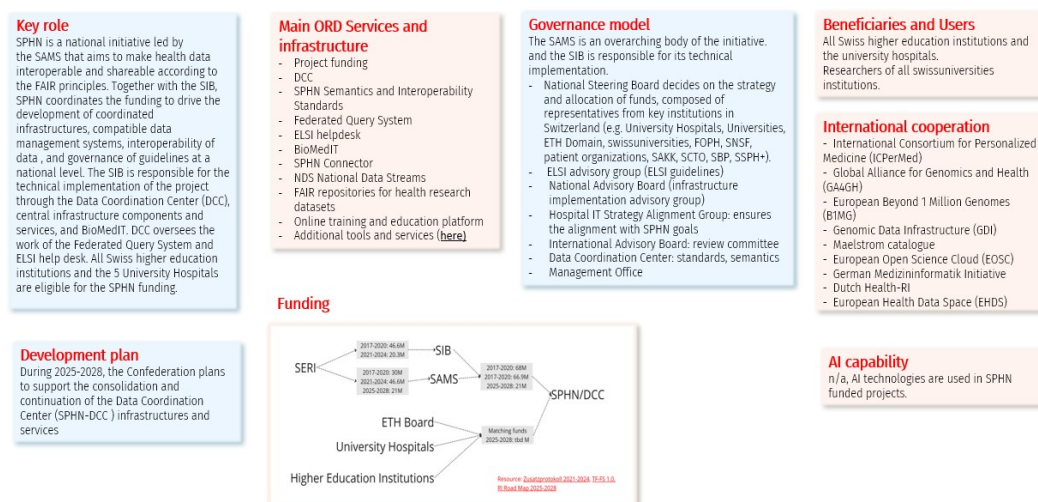 Key role
SPHN is a national initiative led by
the SAMS that aims to make health data
interoperable and shareable according to
the FAIR principles. Together with the SIB,
SPHN coordinates the funding to drive the
development of coordinated
infrastructures, compatible data
management systems, interoperability of
data , and governance of guidelines at a
national level. The SIB is responsible for the
technical implementation of the project
through the Data Coordination Center (DCC),
central infrastructure components and
services, and BioMedIT. DCC oversees the
work of the Federated Query System and
ELSI help desk. All Swiss higher education
institutions and the 5 University Hospitals
are eligible for the SPHN funding.
Development plan
During 2025-2028, the Confederation plans
to support the consolidation and
continuation of the Data Coordination
Center (SPHN-DCC ) infrastructures and
services
Main ORD Services and
infrastructure
- Project funding
- DCC
- SPHN Semantics and Interoperability
Standards
- Federated Query System
- ELSI helpdesk
- BioMedIT
- SPHN Connector
- NDS National Data Streams
- FAIR repositories for health research
datasets
- Online training and education platform
- Additional tools and services (here)
Governance model
The SAMS is an overarching body of the initiative.
and the SIB is responsible for its technical
implementation.
- National Steering Board decides on the strategy
and allocation of funds, composed of
representatives from key institutions in
Switzerland (e.g. University Hospitals, Universities,
ETH Domain, swissuniversities, FOPH, SNSF,
patient organizations, SAKK, SCTO, SBP, SSPH+).
- ELSI advisory group (ELSI guidelines)
- National Advisory Board (infrastructure
implementation advisory group)
- Hospital IT Strategy Alignment Group: ensures
the alignment with SPHN goals
- International Advisory Board: review committee
- Data Coordination Center: standards, semantics
- Management Office
Funding
SERI
2017-2020: 46.6M
2021-2024: 20.3M
SIB
2017-2020: 30M
2021-2024: 46.6M
2025-2028: 21M
SAMS
2017-2020: 68M
2017-2020: 66.9M
2025-2028: 21M
SPHN/DCC
ETH Board
University Hospitals
Higher Education Institutions
Matching funds
2025-2028: tbd M
Resource: Zusatzprotokoll 2021-2024, TF-FS 1.0,
RI Road Map 2025-2028
Beneficiaries and Users
All Swiss higher education institutions and
the university hospitals.
Researchers of all swissuniversities
institutions.
International cooperation
- International Consortium for Personalized
Medicine (ICPerMed)
- Global Alliance for Genomics and Health
(GA4GH)
- European Beyond 1 Million Genomes
(B1MG)
- Genomic Data Infrastructure (GDI)
- Maelstrom catalogue
- European Open Science Cloud (EOSC)
- German Medizininformatik Initiative
- Dutch Health-RI
- European Health Data Space (EHDS)
AI capability
n/a, AI technologies are used in SPHN
funded projects.